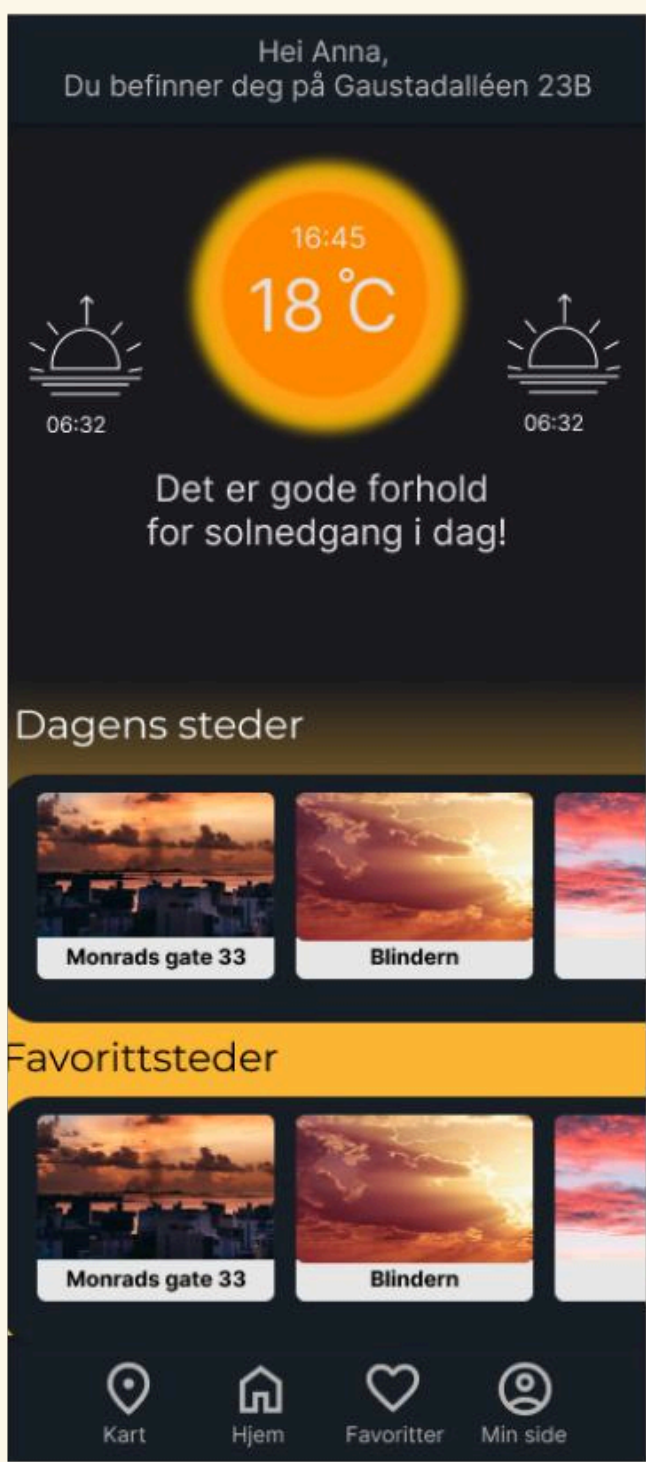 Hei Anna,
Du befinner deg på Gaustadalléen 23B
16:45
18 °C
06:32
06:32
Det er gode forhold
for solnedgang i dag!
Dagens steder
Monrads gate 33
Blindern
Favorittsteder
Monrads gate 33
Blindern
Kart
Hjem
Favoritter
Min side